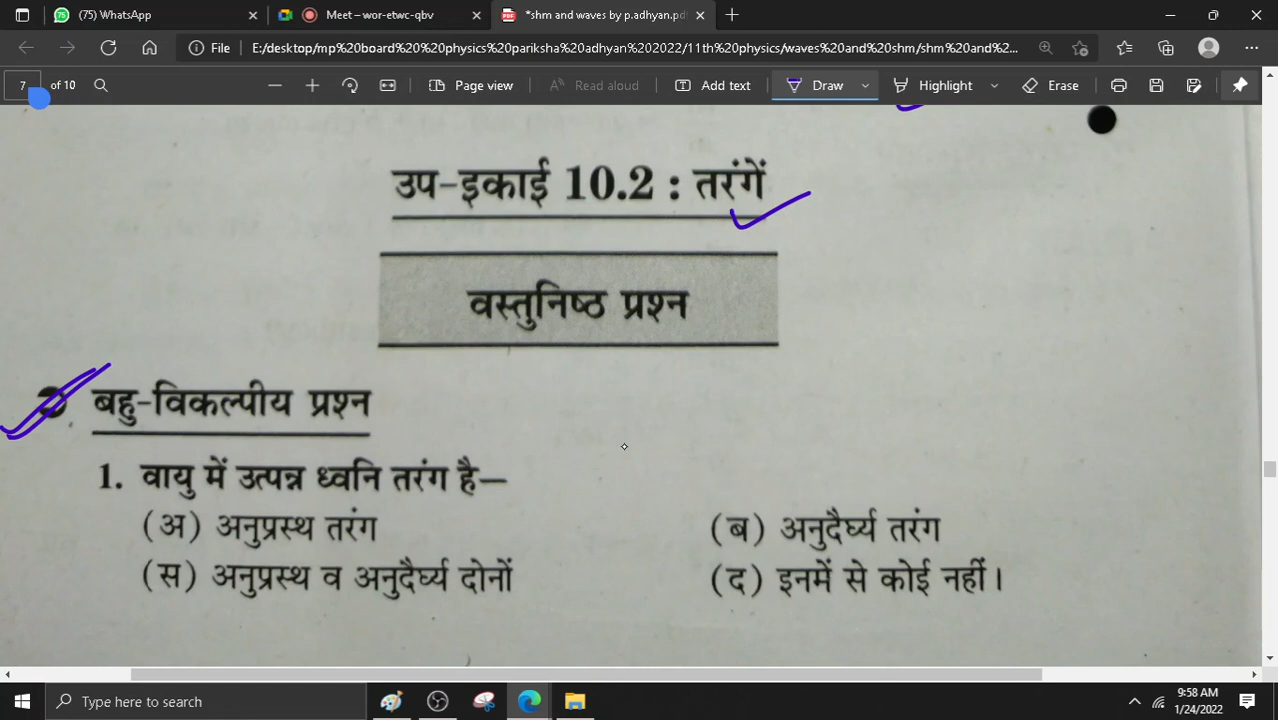 (75) WhatsApp
Meet – wor-etwc-qbv
*shm and waves by p.adhyan.pd
File
E:/desktop/mp%20board%20%20physics%20pariksha%20adhyan%202022/11th%20physics/waves%20and%20shm/shm%20and%2...
7 of 10
Page view
Read aloud
Add text
Draw
Highlight
Erase
उप-इकाई 10.2 : तरंगें
वस्तुनिष्ठ प्रश्न
बहु-विकल्पीय प्रश्न
1. वायु में उत्पन्न ध्वनि तरंग है—
(अ) अनुप्रस्थ तरंग (ब) अनुदैर्घ्य तरंग
(स) अनुप्रस्थ व अनुदैर्घ्य दोनों (द) इनमें से कोई नहीं।
Type here to search
9:58 AM
1/24/2022